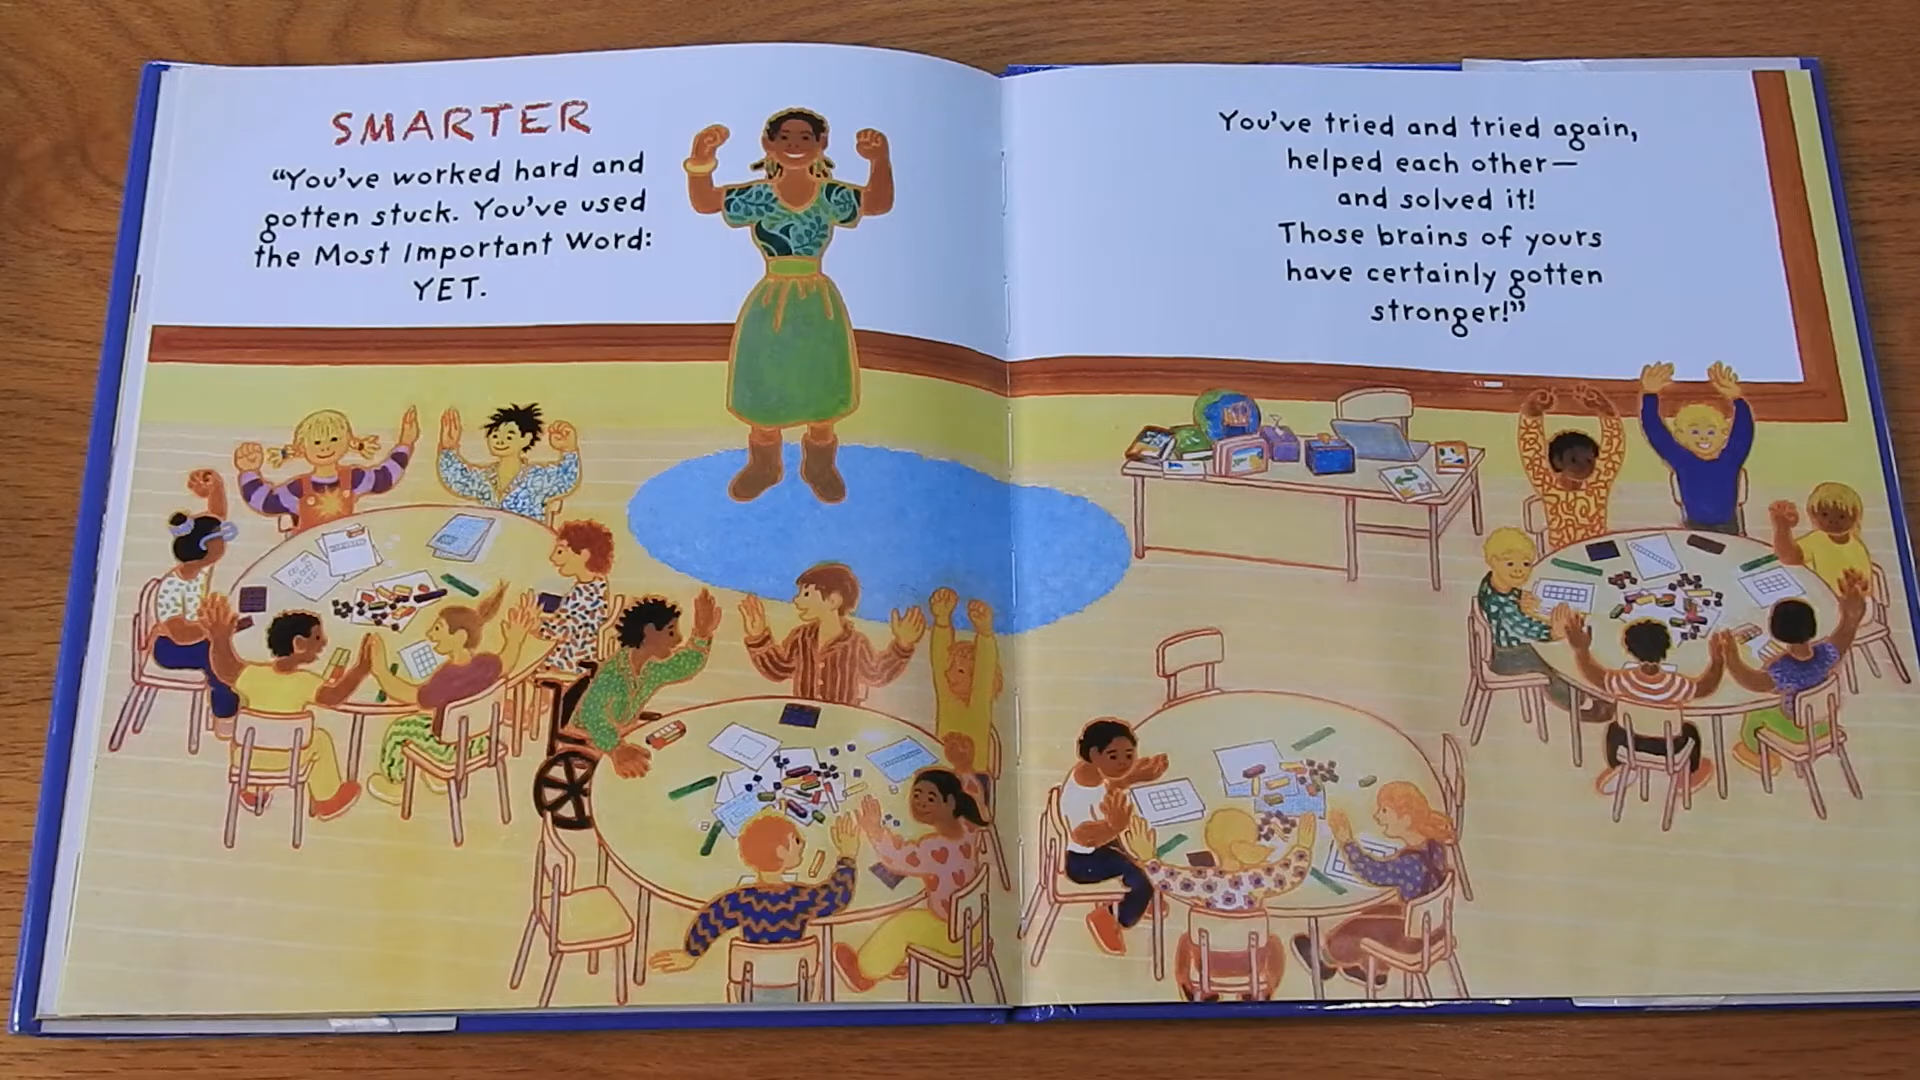 SMARTER
“You’ve worked hard and
gotten stuck. You’ve used
the Most Important Word:
YET.
You’ve tried and tried again,
helped each other—
and solved it!
Those brains of yours
have certainly gotten
stronger!”